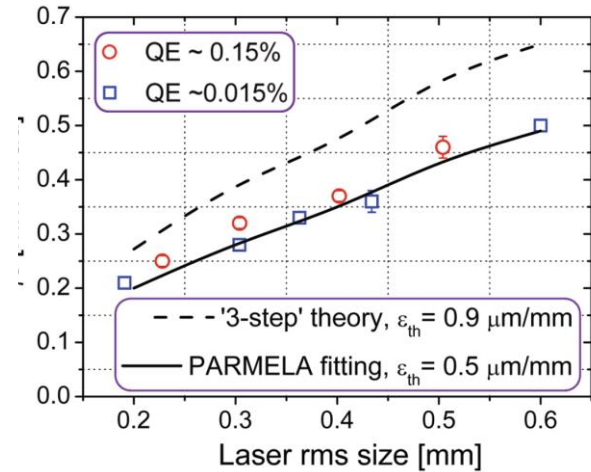 0.7
0.6
0.5
0.4
0.3
0.2
0.1
0.0
QE ~ 0.15%
QE ~0.015%
'3-step' theory, εth= 0.9 μm/mm
PARMELA fitting, εth= 0.5 μm/mm
0.2 0.3 0.4 0.5 0.6
Laser rms size [mm]